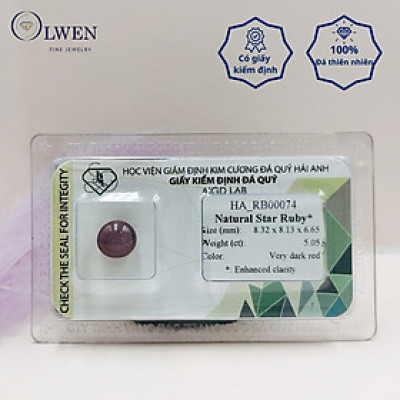 OLWEN
FINE JEWELRY
Có giấy
kiểm định
100%
Đá thiên nhiên
CHECK THE SEAL FOR INTEGITY
HỌC VIỆN GIÁM ĐỊNH KIM CƯƠNG ĐÁ QUÝ HẢI ANH
GIẤY KIỂM ĐỊNH ĐÁ QUÝ
LAB
HA_RB00074
Natural Star Ruby*
Size (mm): 8.32 x 8.13 x 6.65
Weight (ct): 5.05
Color: Very dark red
*: Enhanced clarity